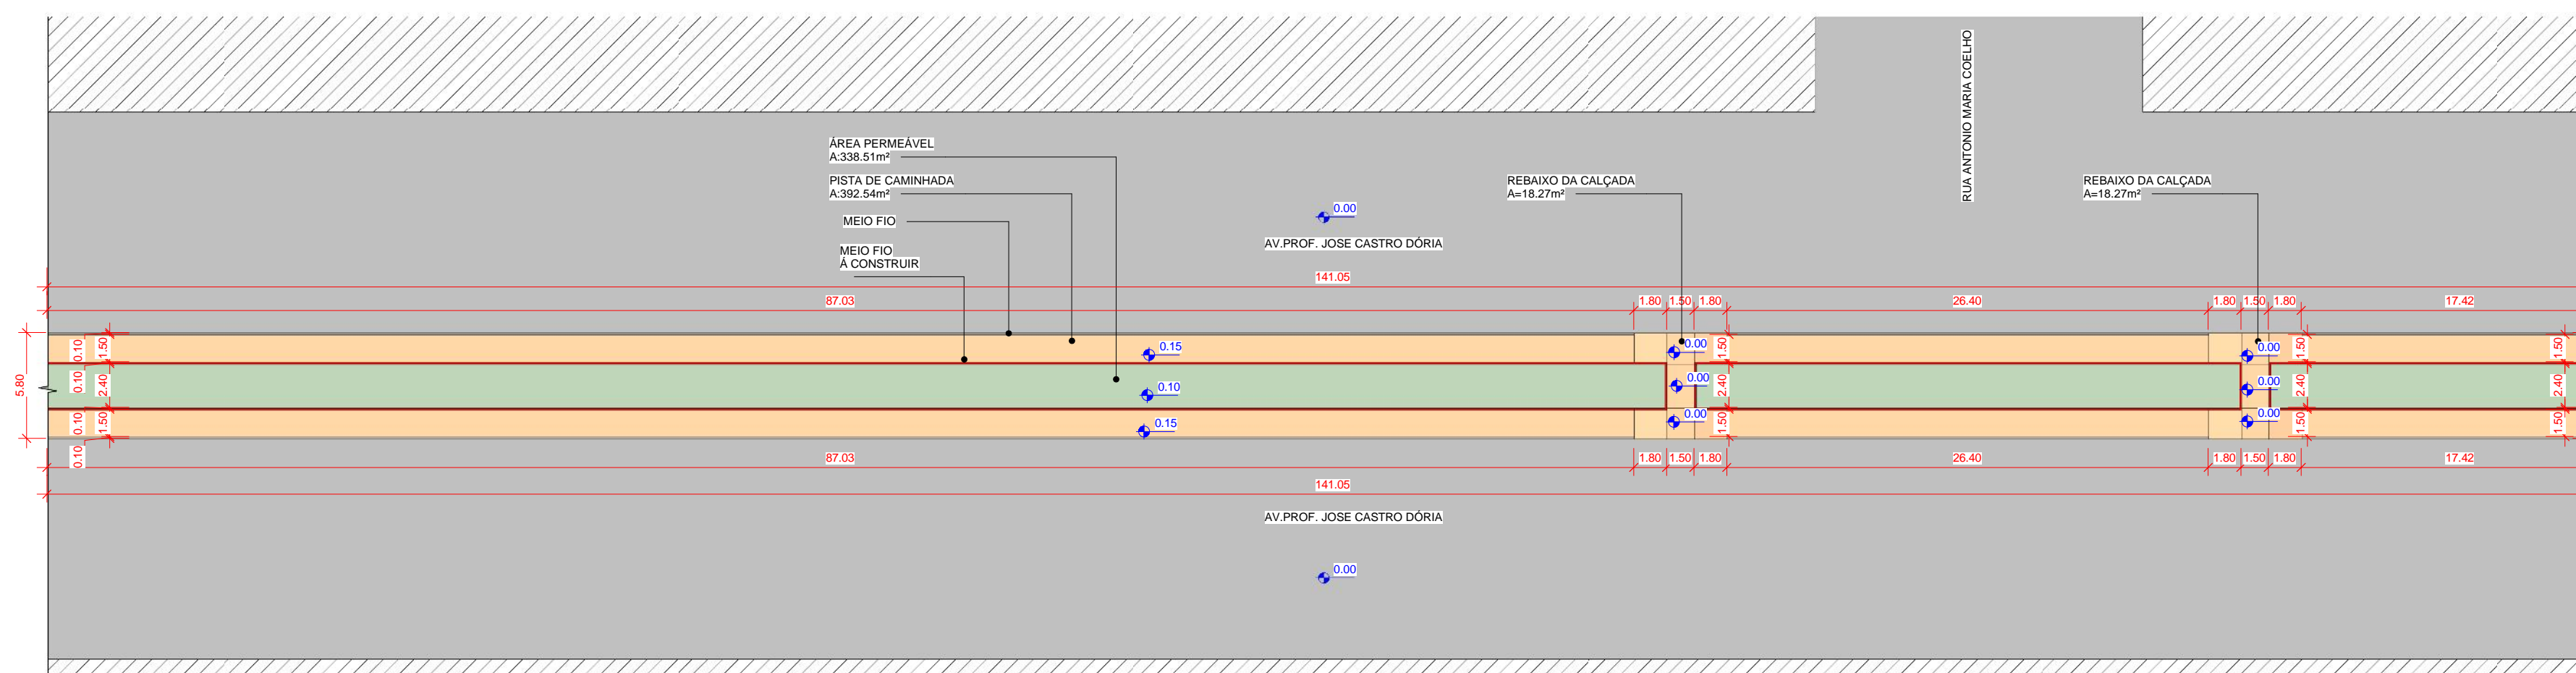 RUA ANTONIO MARIA COELHO
ÁREA PERMEÁVEL
A:338.51m²
PISTA DE CAMINHADA
A:392.54m²
MEIO FIO
MEIO FIO
Á CONSTRUIR
REBAIXO DA CALÇADA
A=18.27m²
REBAIXO DA CALÇADA
A=18.27m²
0.00
AV.PROF. JOSE CASTRO DÓRIA
141.05
87.03 1.80 1.50 1.80 26.40 1.80 1.50 1.80 17.42
5.80
0.10
1.50
0.10
2.40
0.10
1.50
0.10
0.15
0.10
0.15
0.00
0.00
0.00
1.50
2.40
1.50
0.00
0.00
0.00
1.50
2.40
1.50
1.50
2.40
1.50
87.03 1.80 1.50 1.80 26.40 1.80 1.50 1.80 17.42
141.05
AV.PROF. JOSE CASTRO DÓRIA
0.00